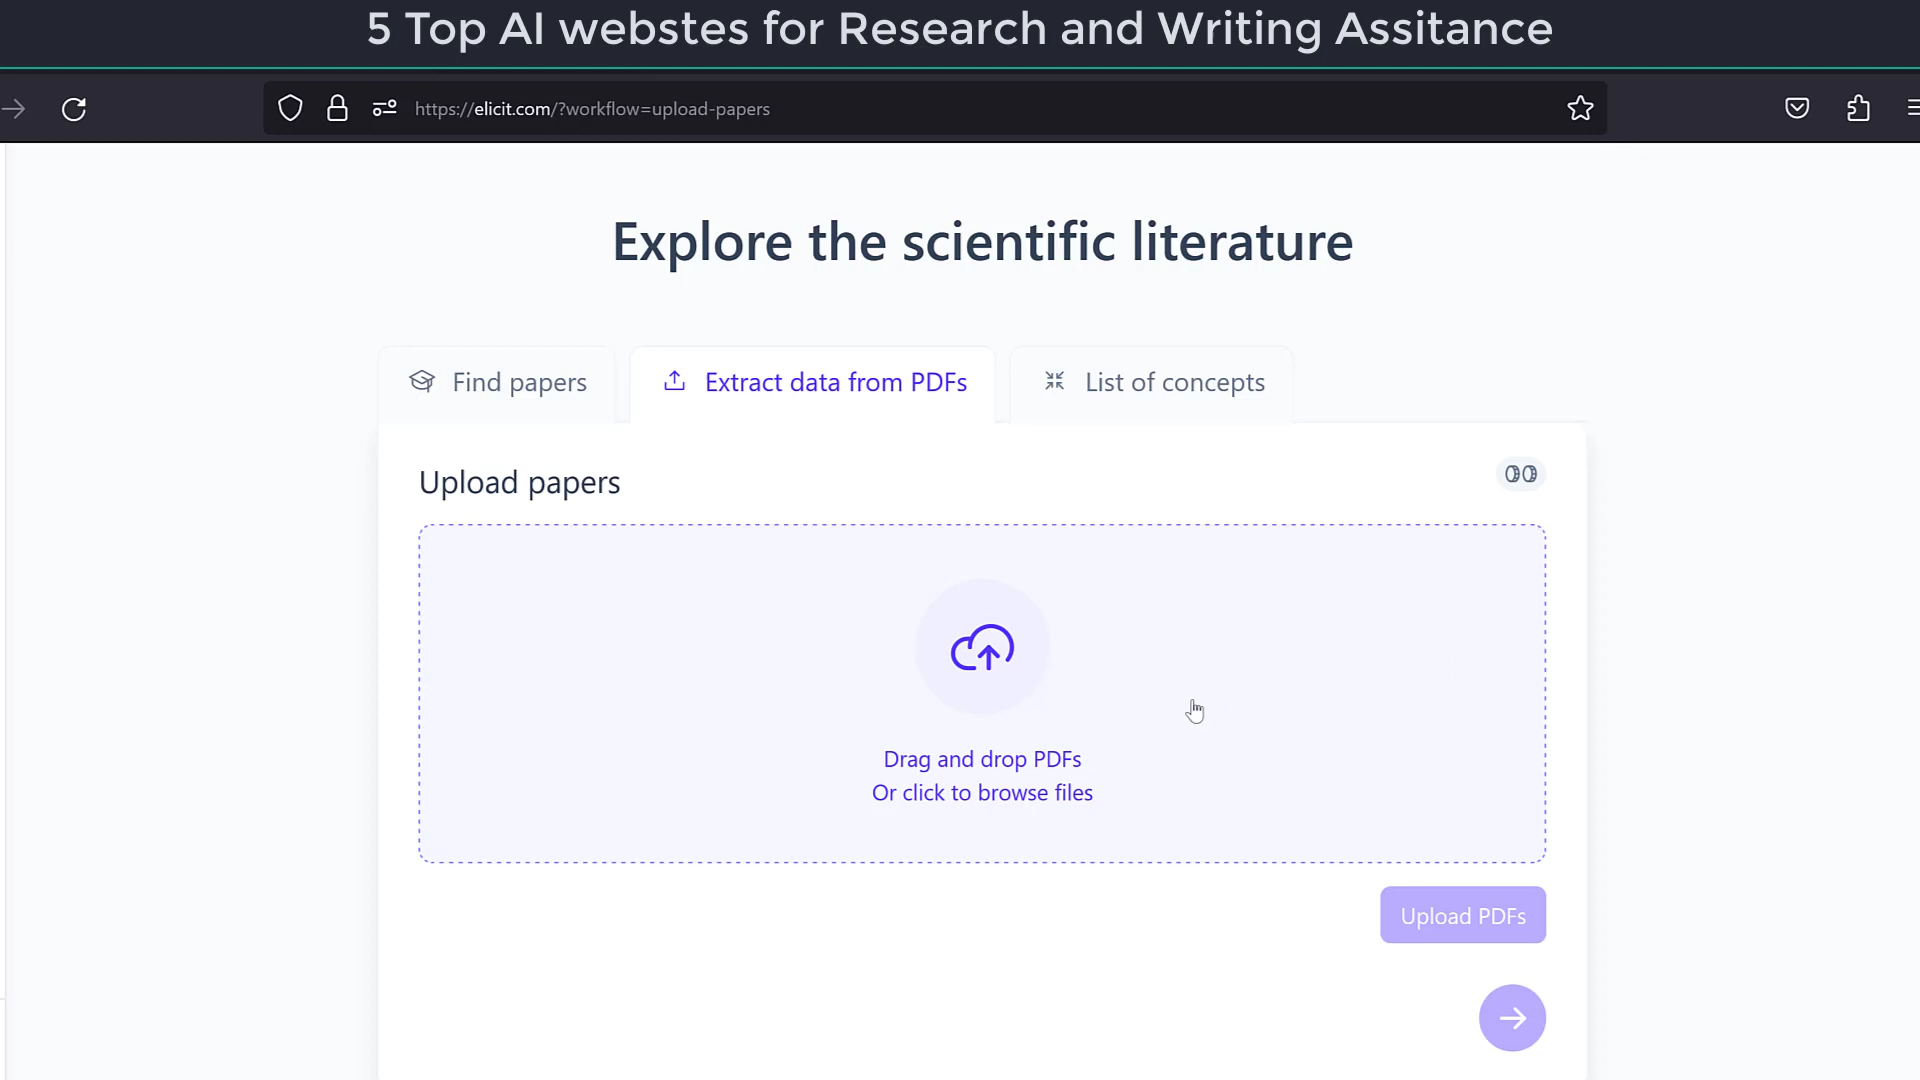 5 Top AI webstes for Research and Writing Assitance
https://elicit.com/?workflow=upload-papers
Explore the scientific literature
Find papers
Extract data from PDFs
List of concepts
Upload papers
Drag and drop PDFs
Or click to browse files
Upload PDFs